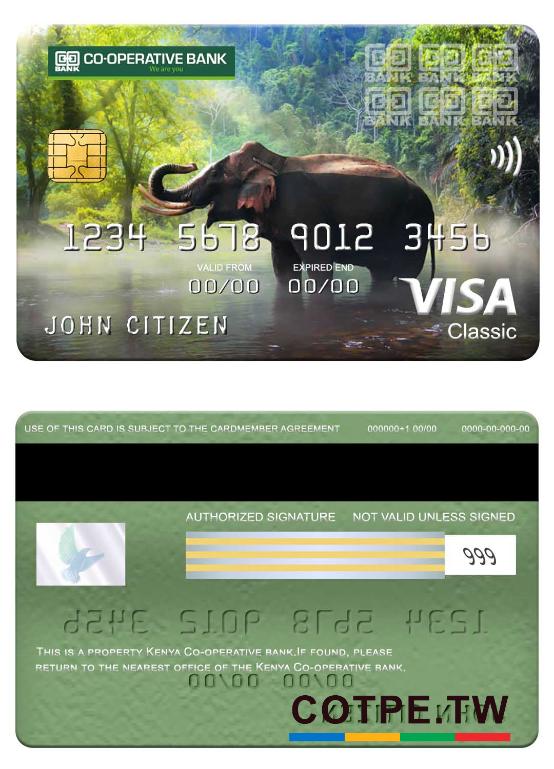 CO-OPERATIVE BANK
BANK
We are you
BANK BANK BANK
BANK BANK BANK
1234 5678 9012 3456
VALID FROM EXPIRED END
00/00 00/00
JOHN CITIZEN
VISA
Classic
USE OF THIS CARD IS SUBJECT TO THE CARDMEMBER AGREEMENT 000000+1 00/00 0000-00-000-00
AUTHORIZED SIGNATURE NOT VALID UNLESS SIGNED
999
1234 5678 9012 3456
THIS IS A PROPERTY KENYA CO-OPERATIVE BANK.IF FOUND, PLEASE
RETURN TO THE NEAREST OFFICE OF THE KENYA CO-OPERATIVE BANK.
00/00 00/00
COTPE.TW